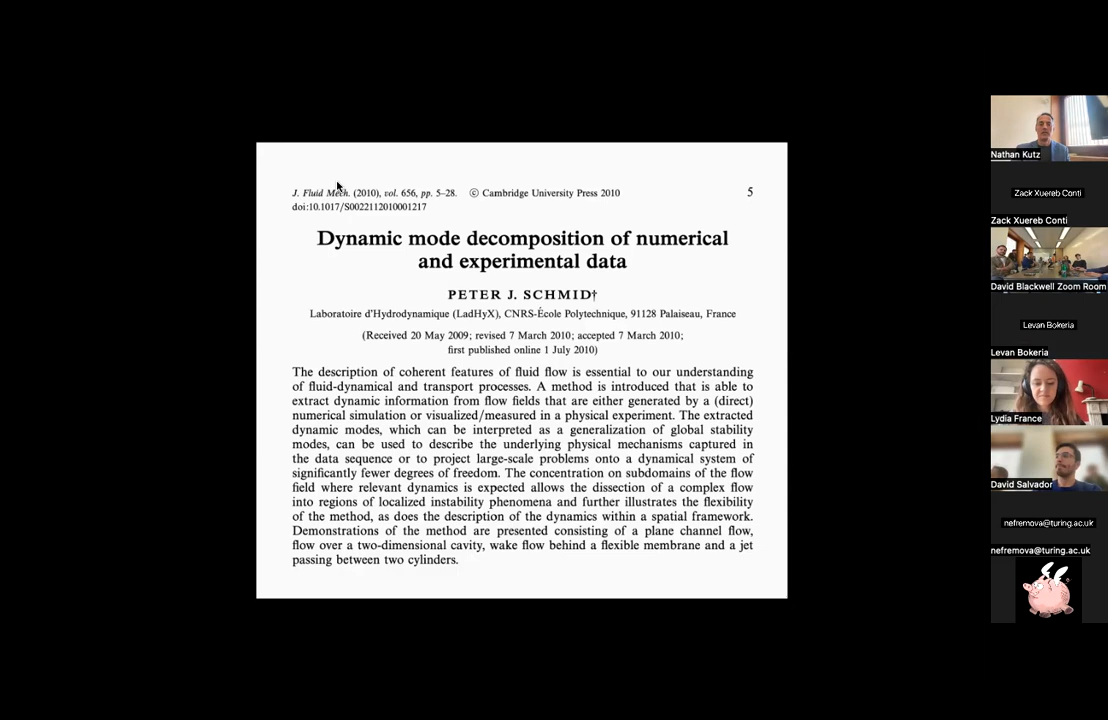 J. Fluid Mech. (2010), vol. 656, pp. 5–28. © Cambridge University Press 2010 5
doi:10.1017/S0022112010001217
Dynamic mode decomposition of numerical
and experimental data
PETER J. SCHMID†
Laboratoire d'Hydrodynamique (LadHyX), CNRS-École Polytechnique, 91128 Palaiseau, France
(Received 20 May 2009; revised 7 March 2010; accepted 7 March 2010;
first published online 1 July 2010)
The description of coherent features of fluid flow is essential to our understanding
of fluid-dynamical and transport processes. A method is introduced that is able to
extract dynamic information from flow fields that are either generated by a (direct)
numerical simulation or visualized/measured in a physical experiment. The extracted
dynamic modes, which can be interpreted as a generalization of global stability
modes, can be used to describe the underlying physical mechanisms captured in
the data sequence or to project large-scale problems onto a dynamical system of
significantly fewer degrees of freedom. The concentration on subdomains of the flow
field where relevant dynamics is expected allows the dissection of a complex flow
into regions of localized instability phenomena and further illustrates the flexibility
of the method, as does the description of the dynamics within a spatial framework.
Demonstrations of the method are presented consisting of a plane channel flow,
flow over a two-dimensional cavity, wake flow behind a flexible membrane and a jet
passing between two cylinders.
Nathan Kutz
Zack Xuereb Conti
Zack Xuereb Conti
David Blackwell Zoom Room
Levan Bokeria
Levan Bokeria
Lydia France
David Salvador
nefremova@turing.ac.uk
nefremova@turing.ac.uk